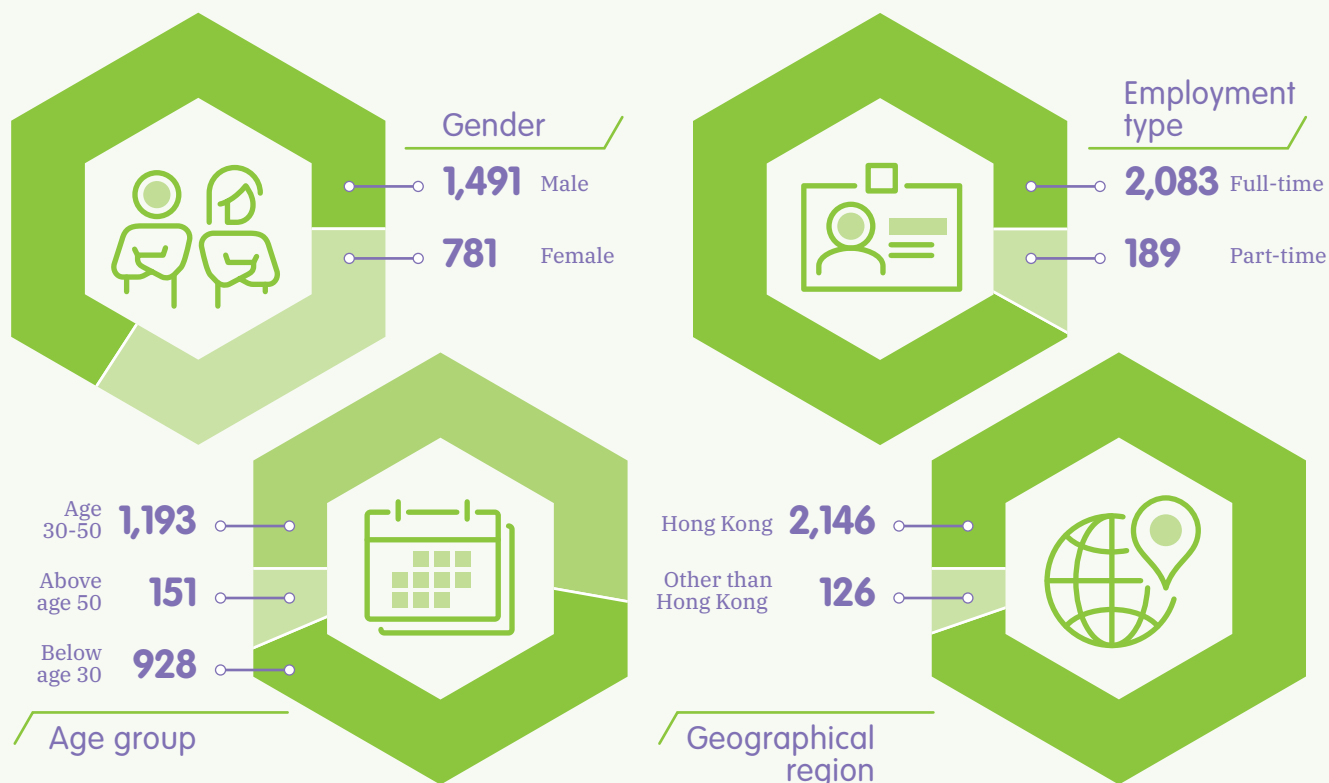 Gender
1,491 Male
781 Female
Employment
type
2,083 Full-time
189 Part-time
Age
30-50 1,193
Above
age 50 151
Below
age 30 928
Age group
Hong Kong 2,146
Other than
Hong Kong 126
Geographical
region